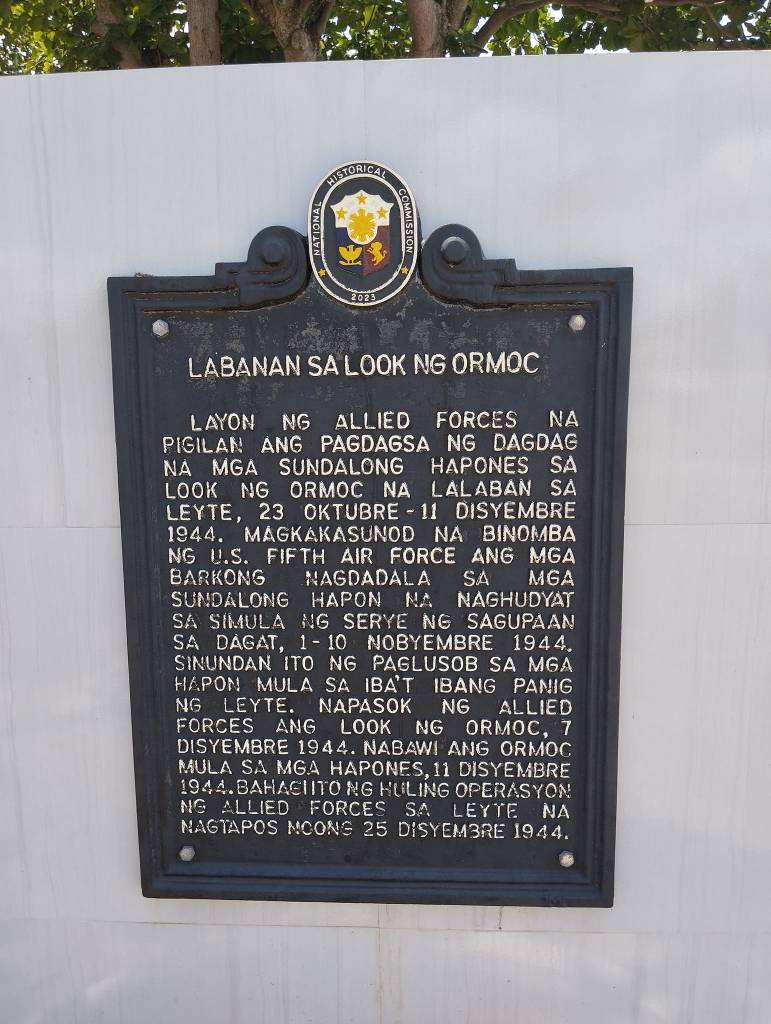 NATIONAL HISTORICAL COMMISSION
2023
LABANAN SA LOOK NG ORMOC
LAYON NG ALLIED FORCES NA
PIGILAN ANG PAGDAGSA NG DAGDAG
NA MGA SUNDALONG HAPONES SA
LOOK NG ORMOC NA LALABAN SA
LEYTE, 23 OKTUBRE - 11 DISYEMBRE
1944. MAGKAKASUNOD NA BINOMBA
NG U.S. FIFTH AIR FORCE ANG MGA
BARKONG NAGDADALA SA MGA
SUNDALONG HAPON NA NAGHUDYAT
SA SIMULA NG SERYE NG SAGUPAAN
SA DAGAT, 1-10 NOBYEMBRE 1944.
SINUNDAN ITO NG PAGLUSOB SA MGA
HAPON MULA SA IBA'T IBANG PANIG
NG LEYTE. NAPASOK NG ALLIED
FORCES ANG LOOK NG ORMOC, 7
DISYEMBRE 1944. NABAWI ANG ORMOC
MULA SA MGA HAPONES, 11 DISYEMBRE
1944. BAHAGI ITO NG HULING OPERASYON
NG ALLIED FORCES SA LEYTE NA
NAGTAPOS NOONG 25 DISYEMBRE 1944.